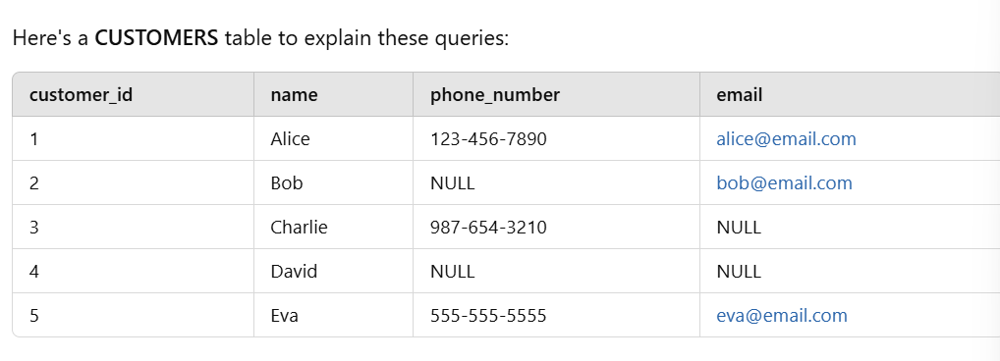 Here's a CUSTOMERS table to explain these queries:
customer_id name phone_number email
1 Alice 123-456-7890 alice@email.com
2 Bob NULL bob@email.com
3 Charlie 987-654-3210 NULL
4 David NULL NULL
5 Eva 555-555-5555 eva@email.com